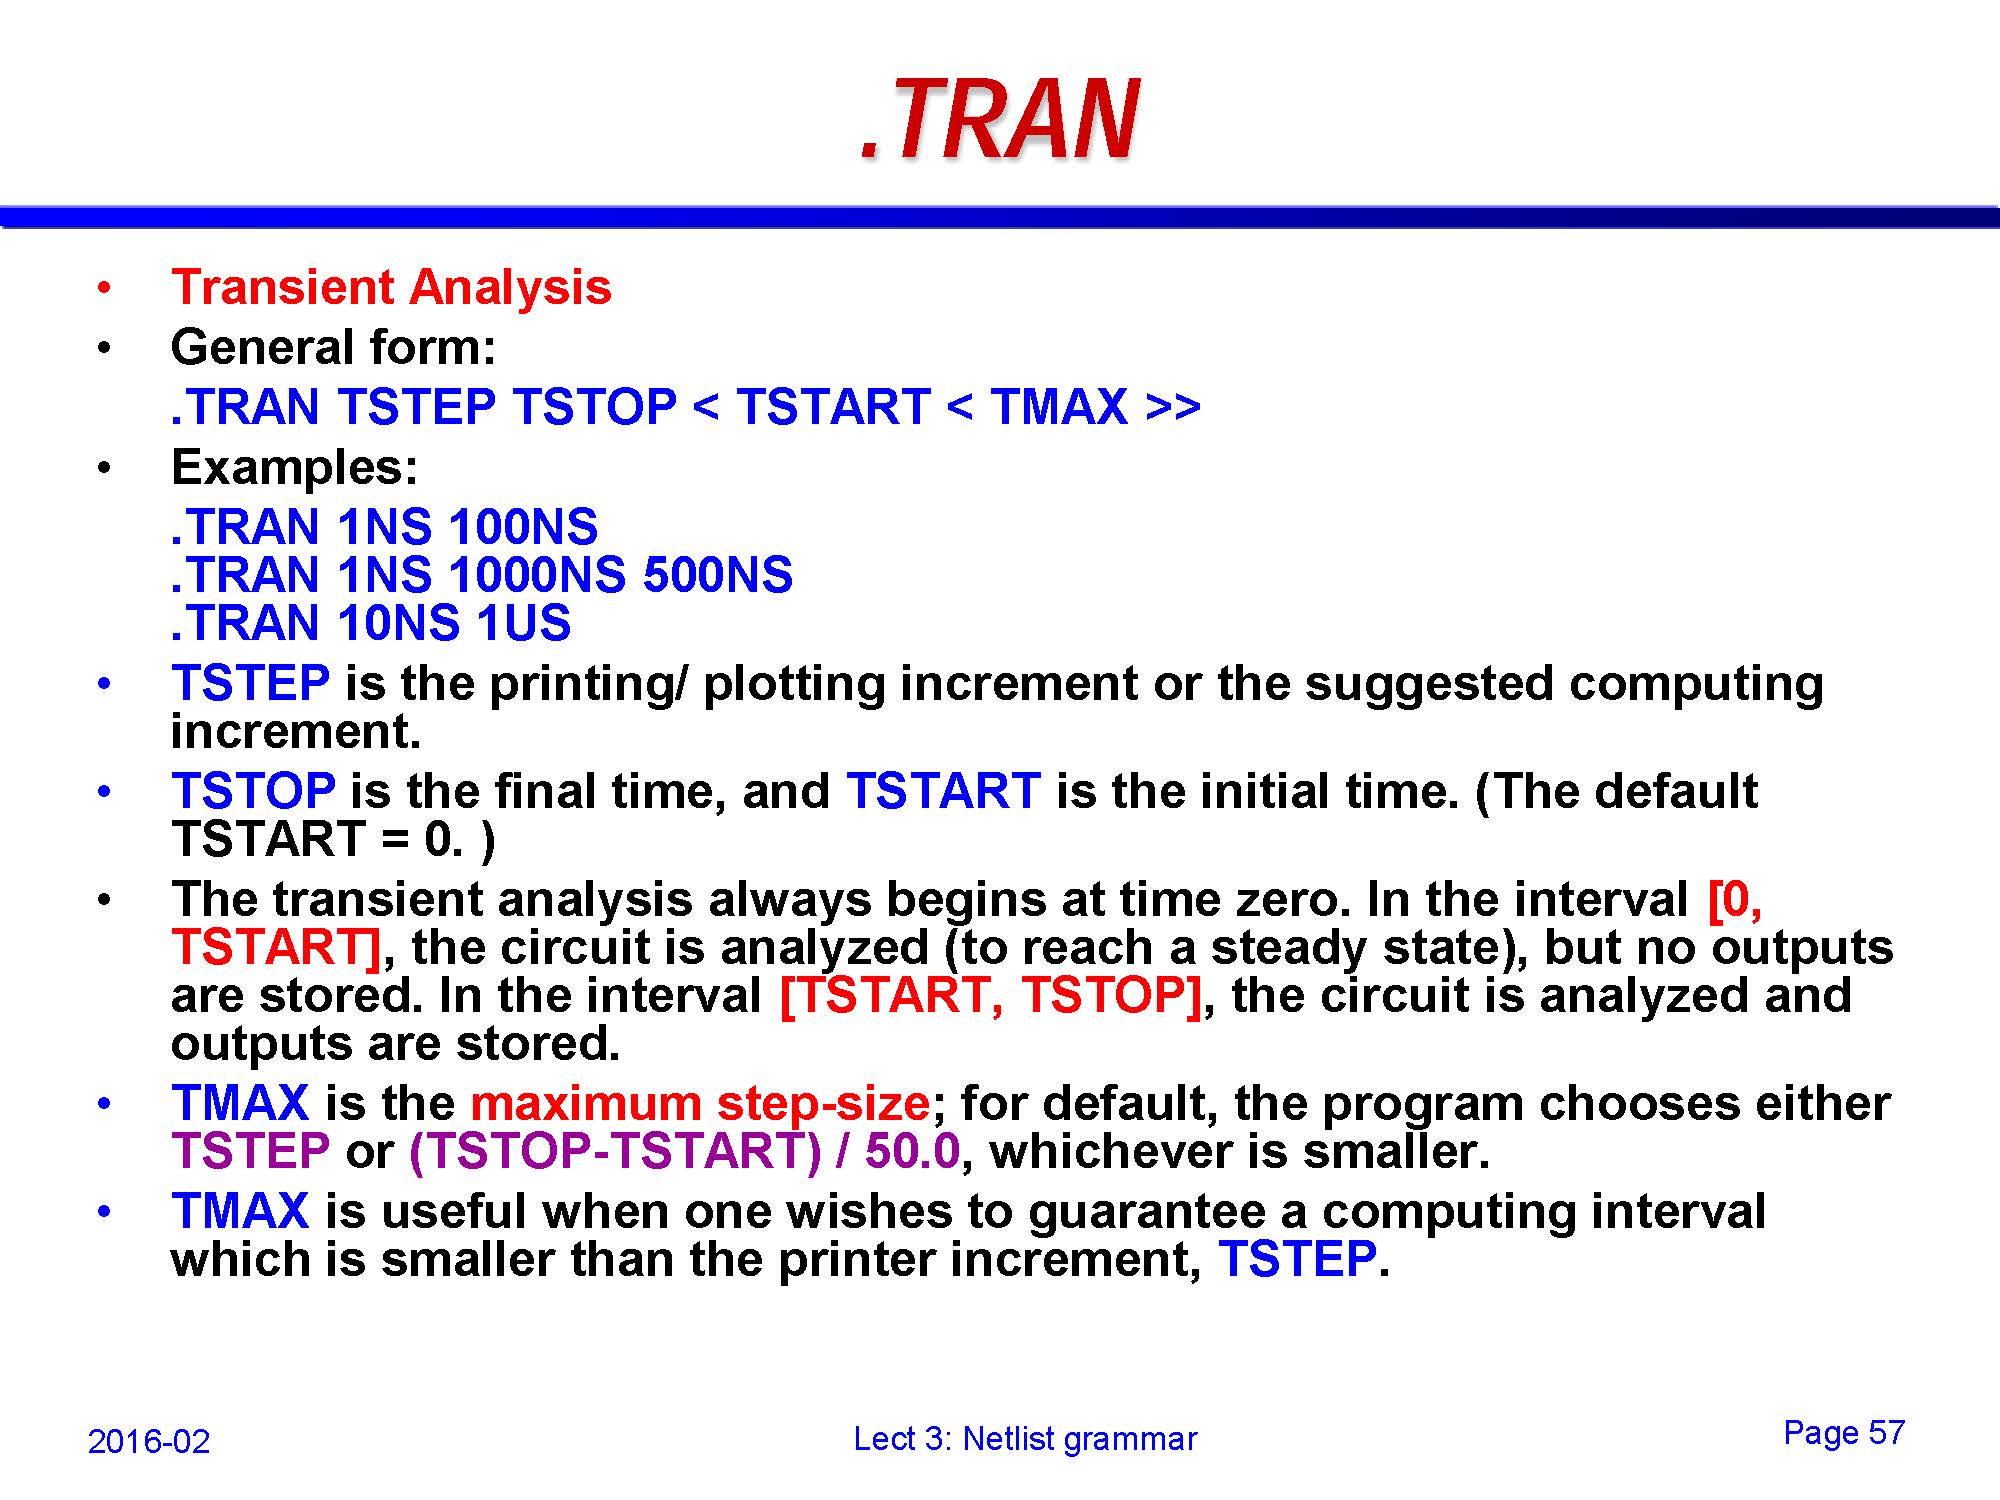 .TRAN
• Transient Analysis
• General form:
.TRAN TSTEP TSTOP < TSTART < TMAX >>
• Examples:
.TRAN 1NS 100NS
.TRAN 1NS 1000NS 500NS
.TRAN 10NS 1US
• TSTEP is the printing/ plotting increment or the suggested computing
increment.
• TSTOP is the final time, and TSTART is the initial time. (The default
TSTART = 0. )
• The transient analysis always begins at time zero. In the interval [0,
TSTART], the circuit is analyzed (to reach a steady state), but no outputs
are stored. In the interval [TSTART, TSTOP], the circuit is analyzed and
outputs are stored.
• TMAX is the maximum step-size; for default, the program chooses either
TSTEP or (TSTOP-TSTART) / 50.0, whichever is smaller.
• TMAX is useful when one wishes to guarantee a computing interval
which is smaller than the printer increment, TSTEP.
2016-02
Lect 3: Netlist grammar
Page 57